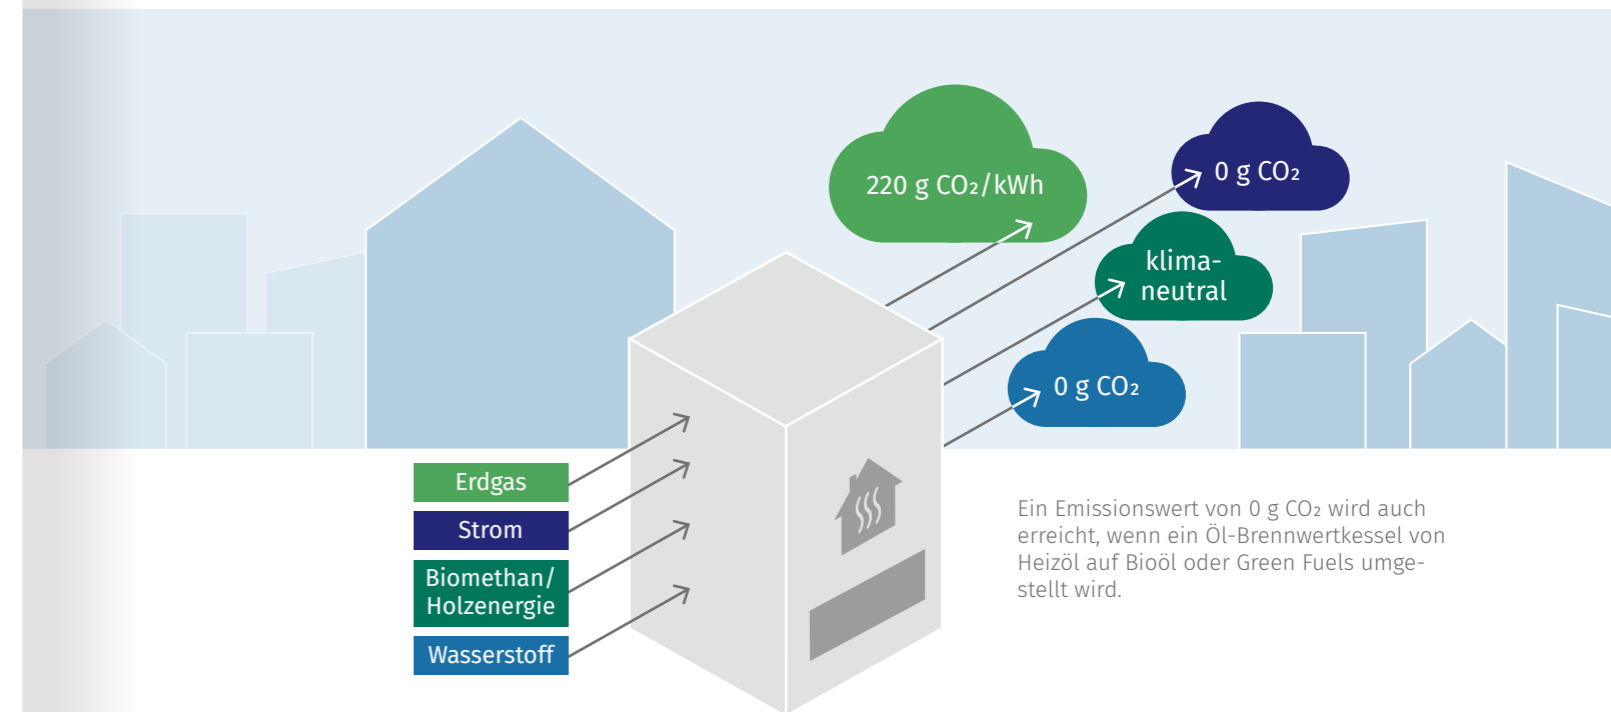 220 g CO₂/kWh
0 g CO₂
klima-
neutral
0 g CO₂
Erdgas
Strom
Biomethan/
Holzenergie
Wasserstoff
Ein Emissionswert von 0 g CO₂ wird auch
erreicht, wenn ein Öl-Brennwertkessel von
Heizöl auf Bioöl oder Green Fuels umge-
stellt wird.